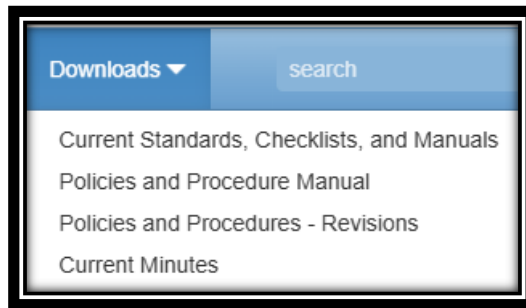 Downloads
search
Current Standards, Checklists, and Manuals
Policies and Procedure Manual
Policies and Procedures - Revisions
Current Minutes